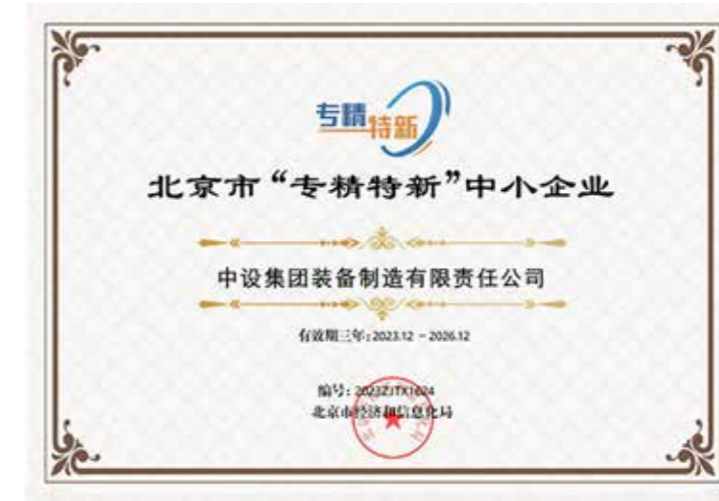 专精特新
北京市“专精特新”中小企业
中设集团装备制造有限责任公司
有效期三年:2023.12 - 2026.12
编号: 2023ZJTX1624
北京市经济和信息化局